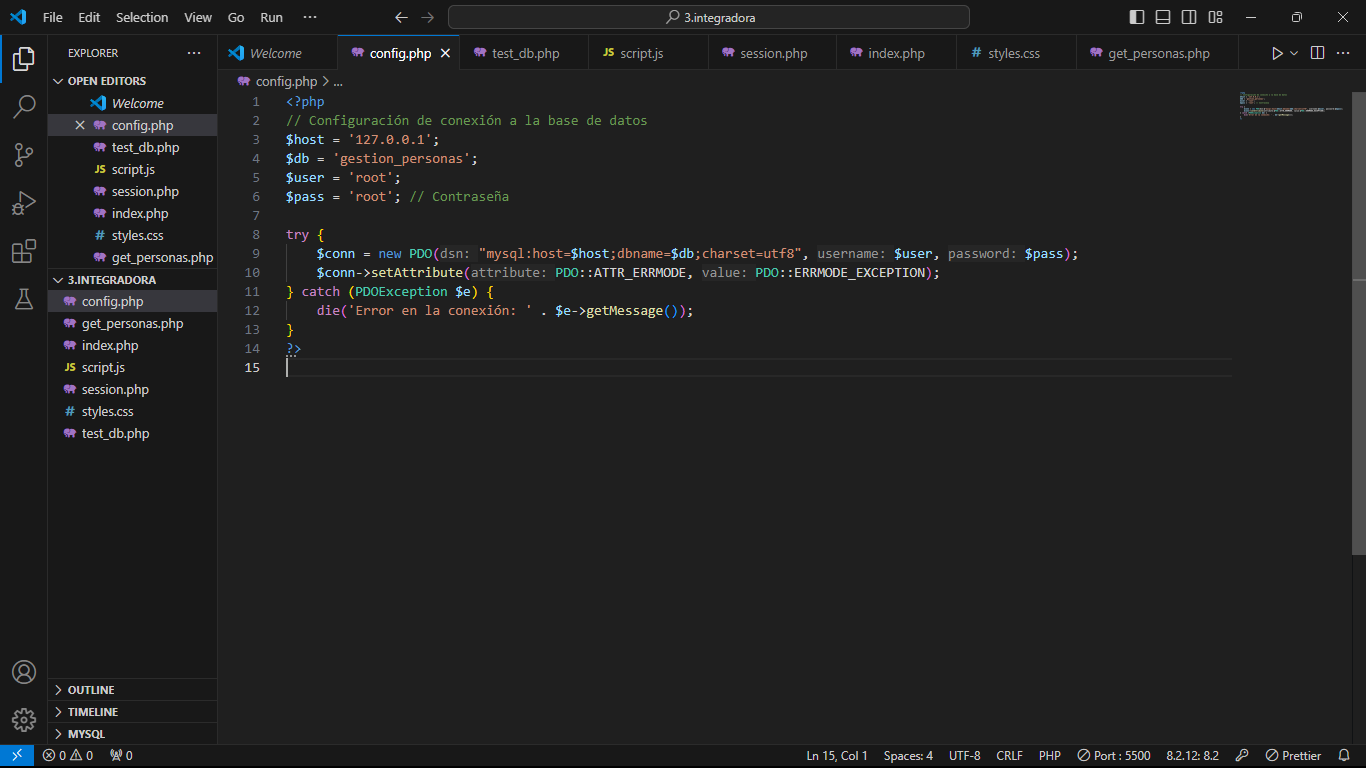 File Edit Selection View Go Run ··· 3.integradora
EXPLORER ···
OPEN EDITORS
Welcome
config.php
test_db.php
JS script.js
session.php
index.php
# styles.css
get_personas.php
3.INTEGRADORA
config.php
get_personas.php
index.php
JS script.js
session.php
# styles.css
test_db.php
OUTLINE
TIMELINE
MYSQL
Welcome config.php test_db.php JS script.js session.php index.php # styles.css get_personas.php ···
config.php > ...
1 <?php
2 // Configuración de conexión a la base de datos
3 $host = '127.0.0.1';
4 $db = 'gestion_personas';
5 $user = 'root';
6 $pass = 'root'; // Contraseña
7
8 try {
9 $conn = new PDO(dsn: "mysql:host=$host;dbname=$db;charset=utf8", username: $user, password: $pass);
10 $conn->setAttribute(attribute: PDO::ATTR_ERRMODE, value: PDO::ERRMODE_EXCEPTION);
11 } catch (PDOException $e) {
12 die('Error en la conexión: ' . $e->getMessage());
13 }
14 ?>
15
0 0 0 Ln 15, Col 1 Spaces: 4 UTF-8 CRLF PHP Port : 5500 8.2.12: 8.2 Prettier